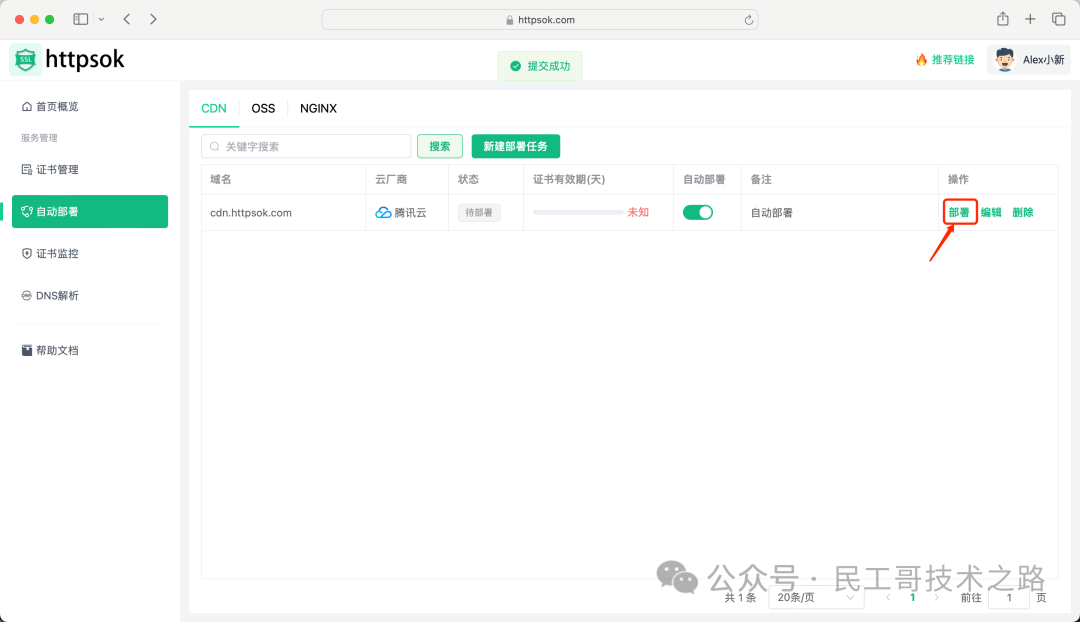 httpsok.com
SSL
httpsok
提交成功
推荐链接
Alex小新
首页概览
服务管理
证书管理
自动部署
证书监控
DNS解析
帮助文档
CDN OSS NGINX
关键字搜索 搜索 新建部署任务
域名 云厂商 状态 证书有效期(天) 自动部署 备注 操作
cdn.httpsok.com 腾讯云 待部署 未知 自动部署 部署 编辑 删除
公众号 · 民工哥技术之路
共 1 条 20条/页 1 前往 1 页